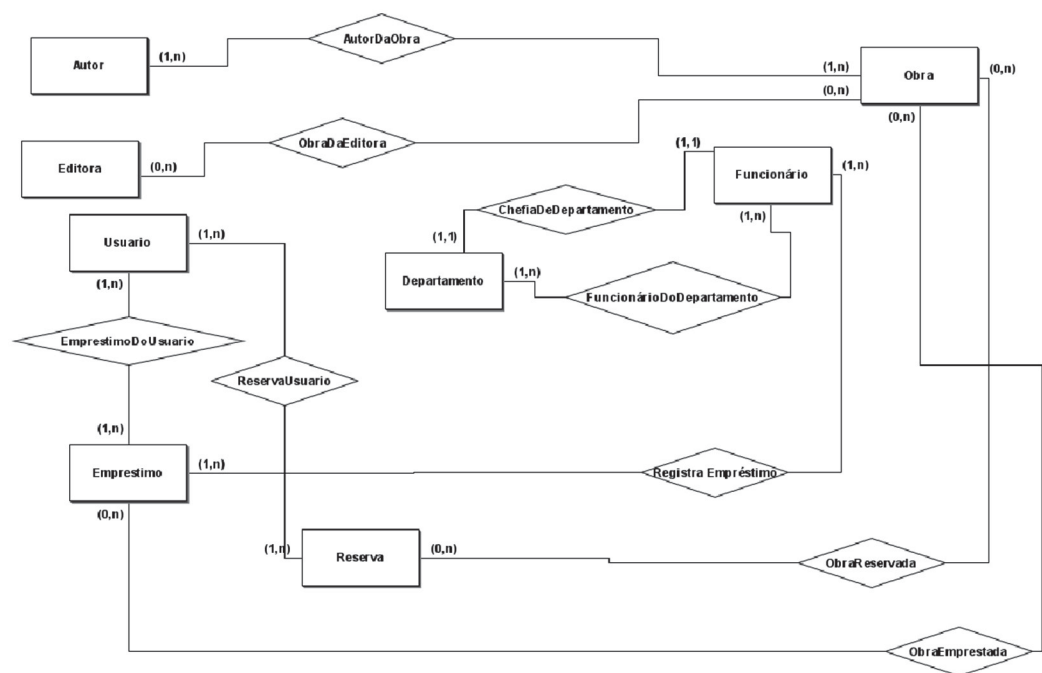 AutorDaObra
(1,n)
Autor
(1,n)
Obra
(0,n)
(0,n)
(0,n)
ObraDaEditora
Editora
(0,n)
(1,1)
Funcionário
(1,n)
ChefiaDeDepartamento
(1,n)
Usuario
(1,n)
(1,1)
Departamento
(1,n)
FuncionárioDoDepartamento
(1,n)
EmprestimoDoUsuario
ReservaUsuario
(1,n)
Emprestimo
(1,n)
Registra Empréstimo
(0,n)
(1,n)
Reserva
(0,n)
ObraReservada
ObraEmprestada